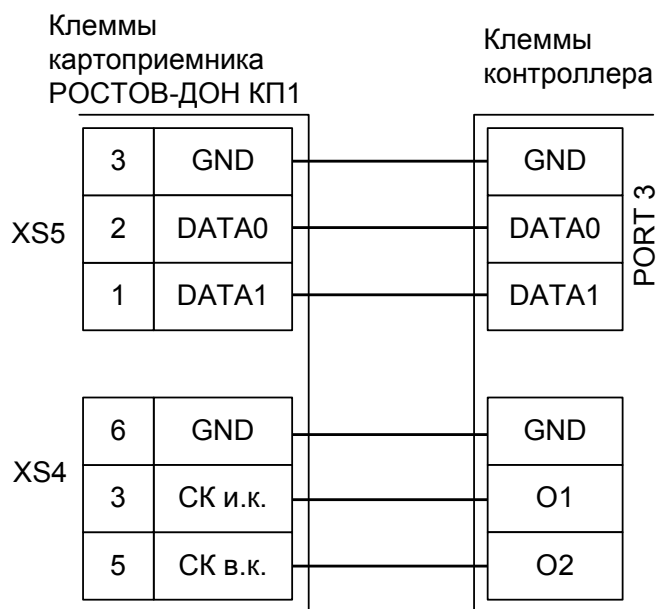 Клеммы
картоприемника
РОСТОВ-ДОН КП1
Клеммы
контроллера
XS5
3 GND
2 DATA0
1 DATA1
GND
DATA0
DATA1
PORT 3
XS4
6 GND
3 СК и.к.
5 СК в.к.
GND
O1
O2